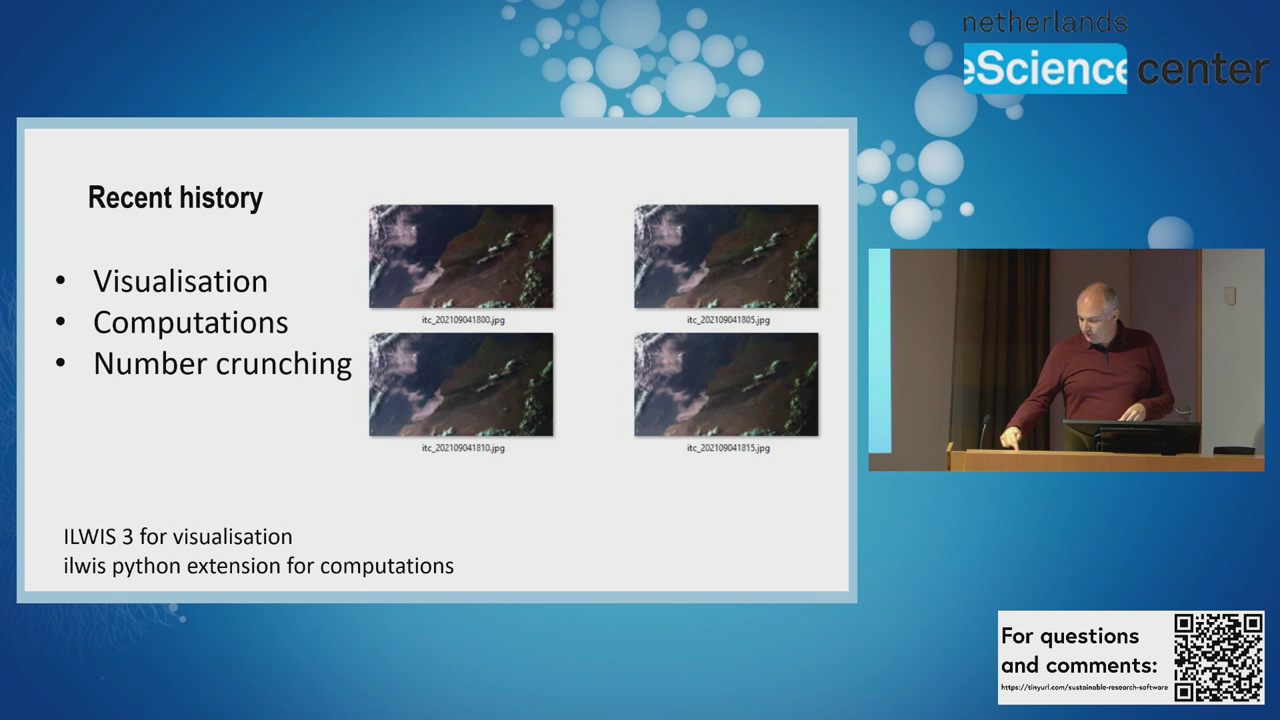 netherlands
eScience center
Recent history
• Visualisation
• Computations
• Number crunching
itc_202109041800.jpg
itc_202109041805.jpg
itc_202109041810.jpg
itc_202109041815.jpg
ILWIS 3 for visualisation
ilwis python extension for computations
For questions
and comments:
https://tinyurl.com/sustainable-research-software